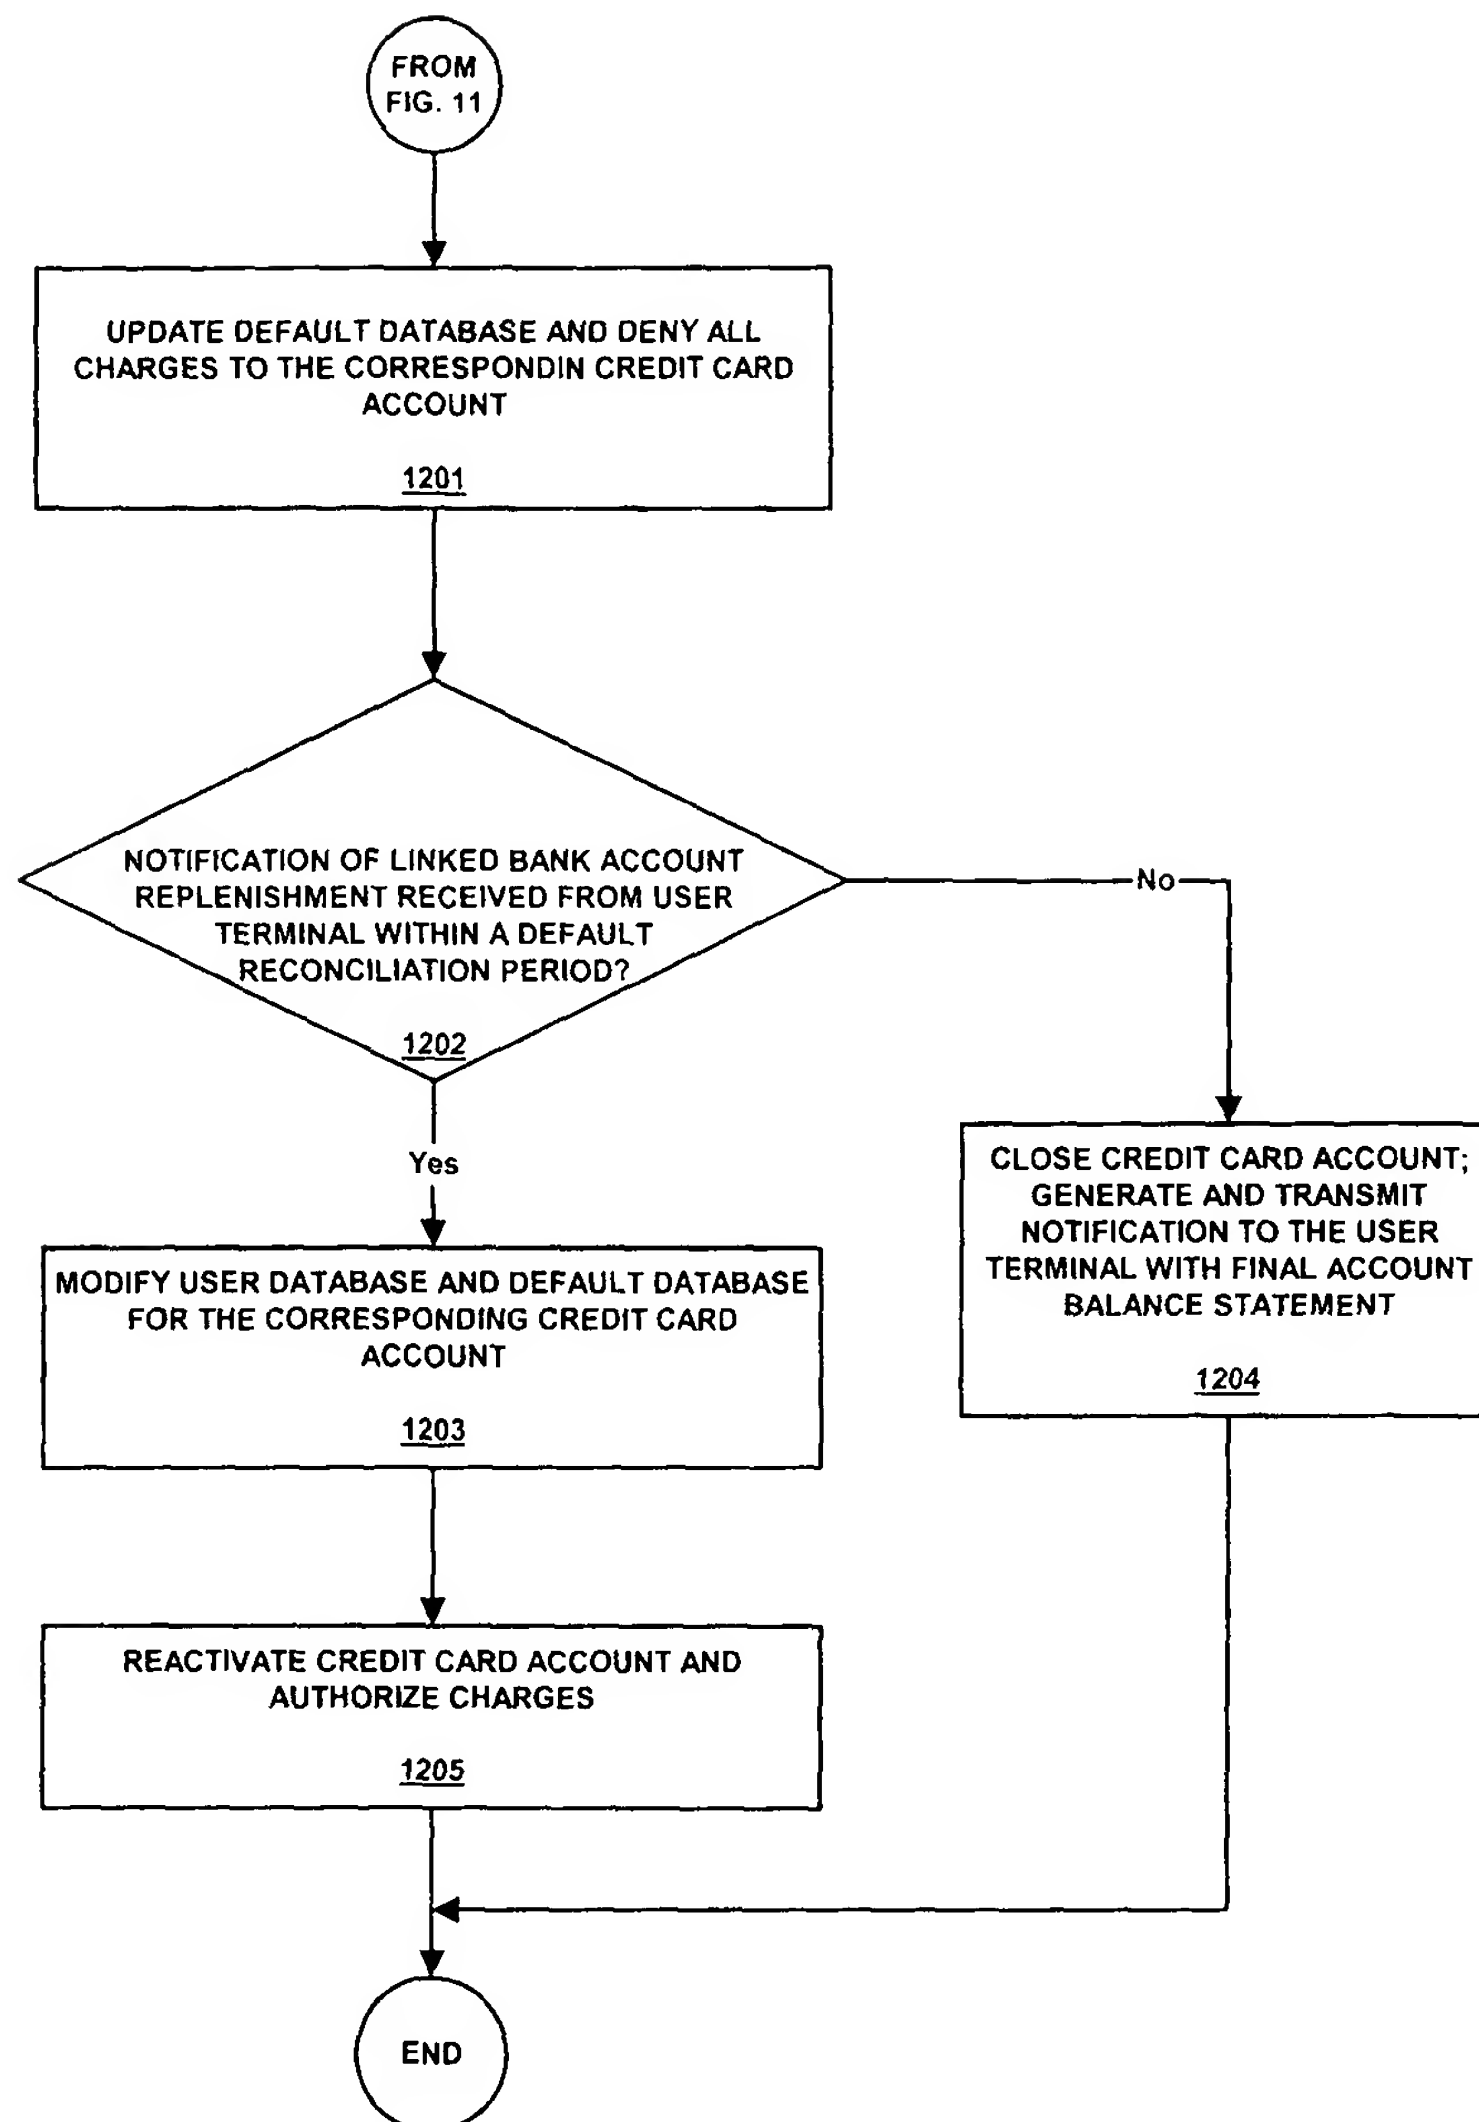 FROM
FIG. 11
UPDATE DEFAULT DATABASE AND DENY ALL
CHARGES TO THE CORRESPONDIN CREDIT CARD
ACCOUNT
1201
NOTIFICATION OF LINKED BANK ACCOUNT
REPLENISHMENT RECEIVED FROM USER
TERMINAL WITHIN A DEFAULT
RECONCILIATION PERIOD?
1202
No
Yes
CLOSE CREDIT CARD ACCOUNT;
GENERATE AND TRANSMIT
NOTIFICATION TO THE USER
TERMINAL WITH FINAL ACCOUNT
BALANCE STATEMENT
1204
MODIFY USER DATABASE AND DEFAULT DATABASE
FOR THE CORRESPONDING CREDIT CARD
ACCOUNT
1203
REACTIVATE CREDIT CARD ACCOUNT AND
AUTHORIZE CHARGES
1205
END